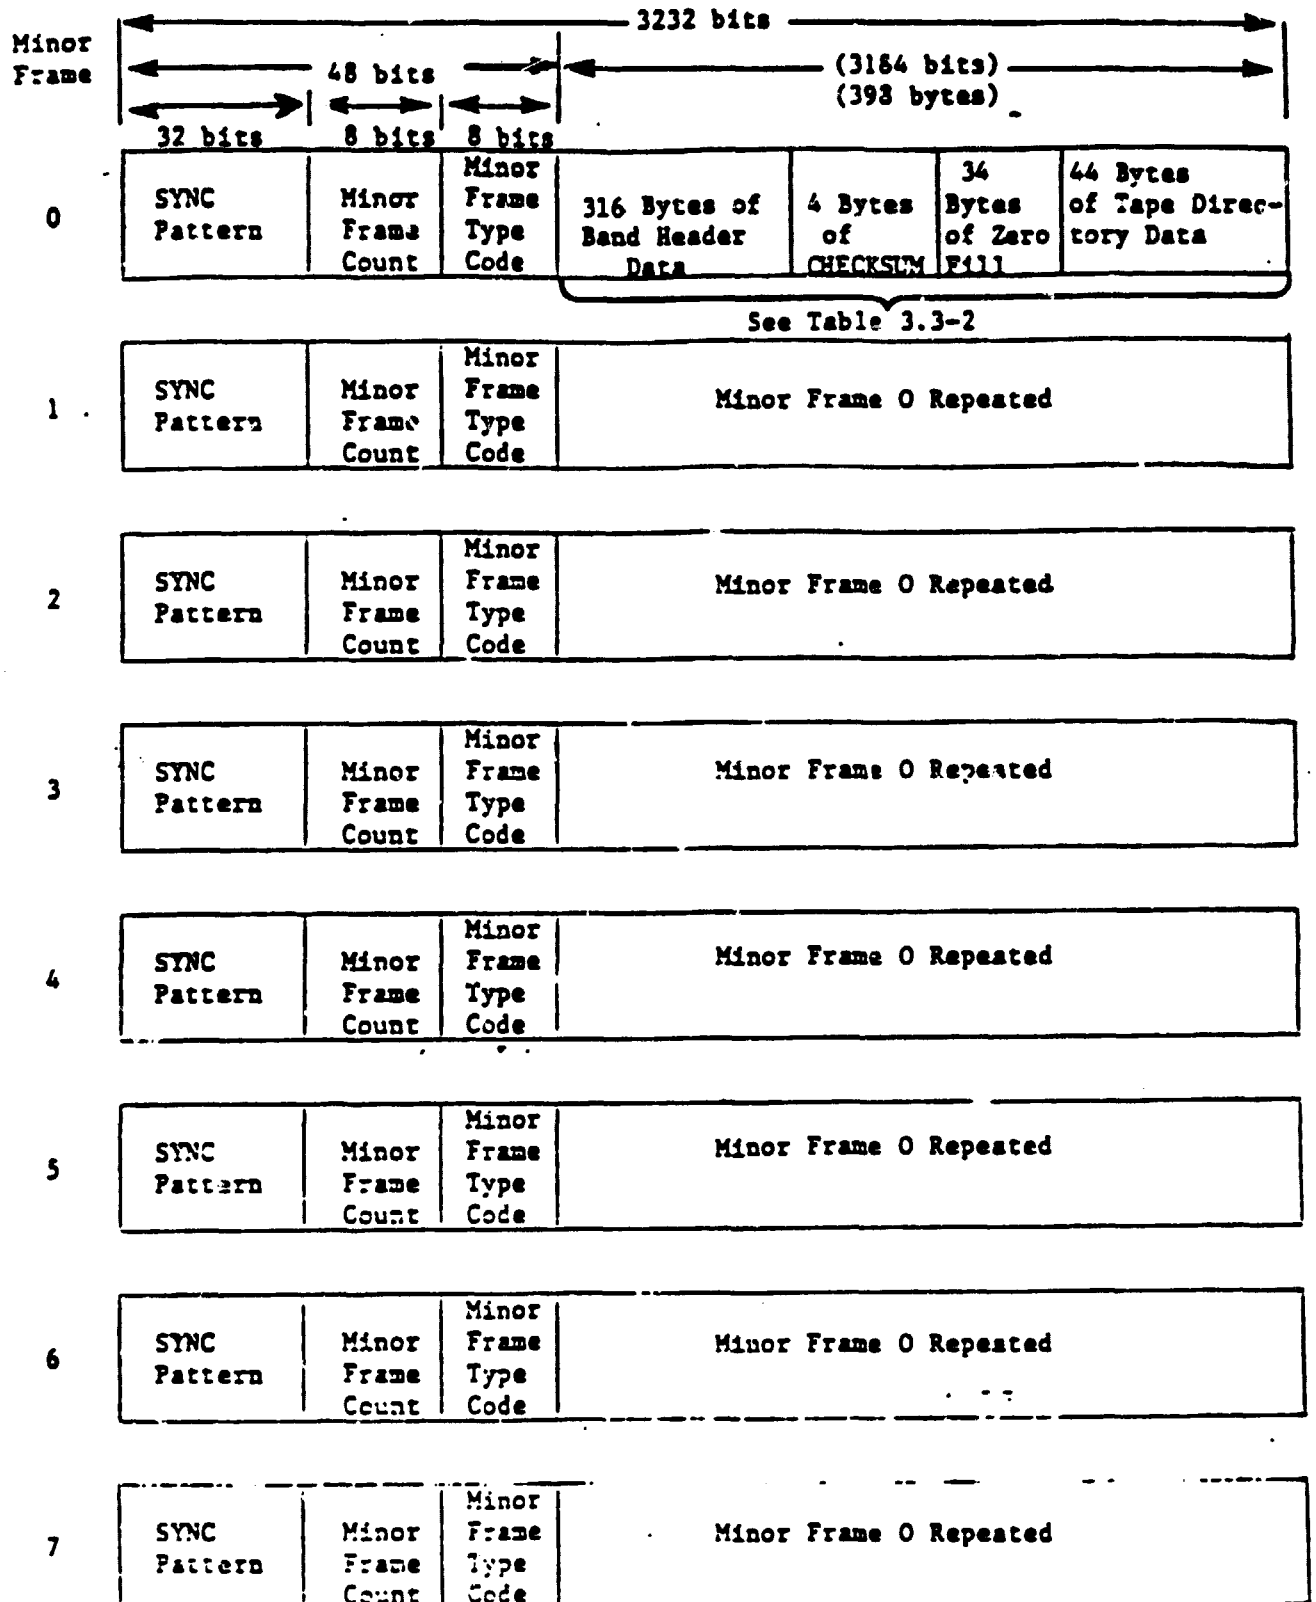 3232 bits
Minor
Frame
48 bits
(3184 bits)
(398 bytes)
32 bits 8 bits 8 bits
0
SYNC
Pattern
Minor
Frame
Count
Minor
Frame
Type
Code
316 Bytes of
Band Header
Data
4 Bytes
of
CHECKSUM
34
Bytes
of Zero
Fill
44 Bytes
of Tape Direc-
tory Data
See Table 3.3-2
1
SYNC
Pattern
Minor
Frame
Count
Minor
Frame
Type
Code
Minor Frame 0 Repeated
2
SYNC
Pattern
Minor
Frame
Count
Minor
Frame
Type
Code
Minor Frame 0 Repeated
3
SYNC
Pattern
Minor
Frame
Count
Minor
Frame
Type
Code
Minor Frame 0 Repeated
4
SYNC
Pattern
Minor
Frame
Count
Minor
Frame
Type
Code
Minor Frame 0 Repeated
5
SYNC
Pattern
Minor
Frame
Count
Minor
Frame
Type
Code
Minor Frame 0 Repeated
6
SYNC
Pattern
Minor
Frame
Count
Minor
Frame
Type
Code
Minor Frame 0 Repeated
7
SYNC
Pattern
Minor
Frame
Count
Minor
Frame
Type
Code
Minor Frame 0 Repeated